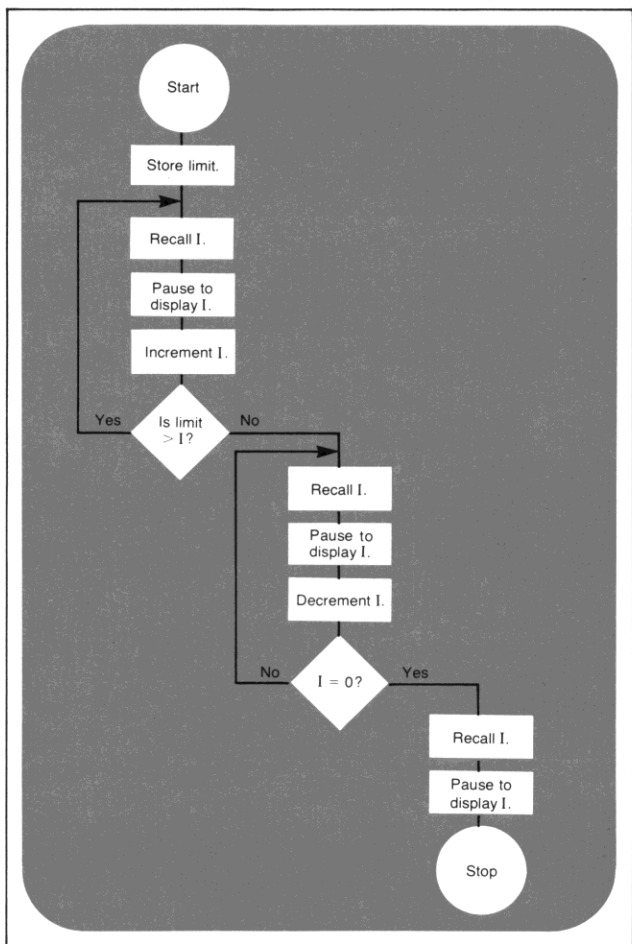 Start
Store limit.
Recall I.
Pause to
display I.
Increment I.
Yes
Is limit
> I?
No
Recall I.
Pause to
display I.
Decrement I.
No
I = 0?
Yes
Recall I.
Pause to
display I.
Stop